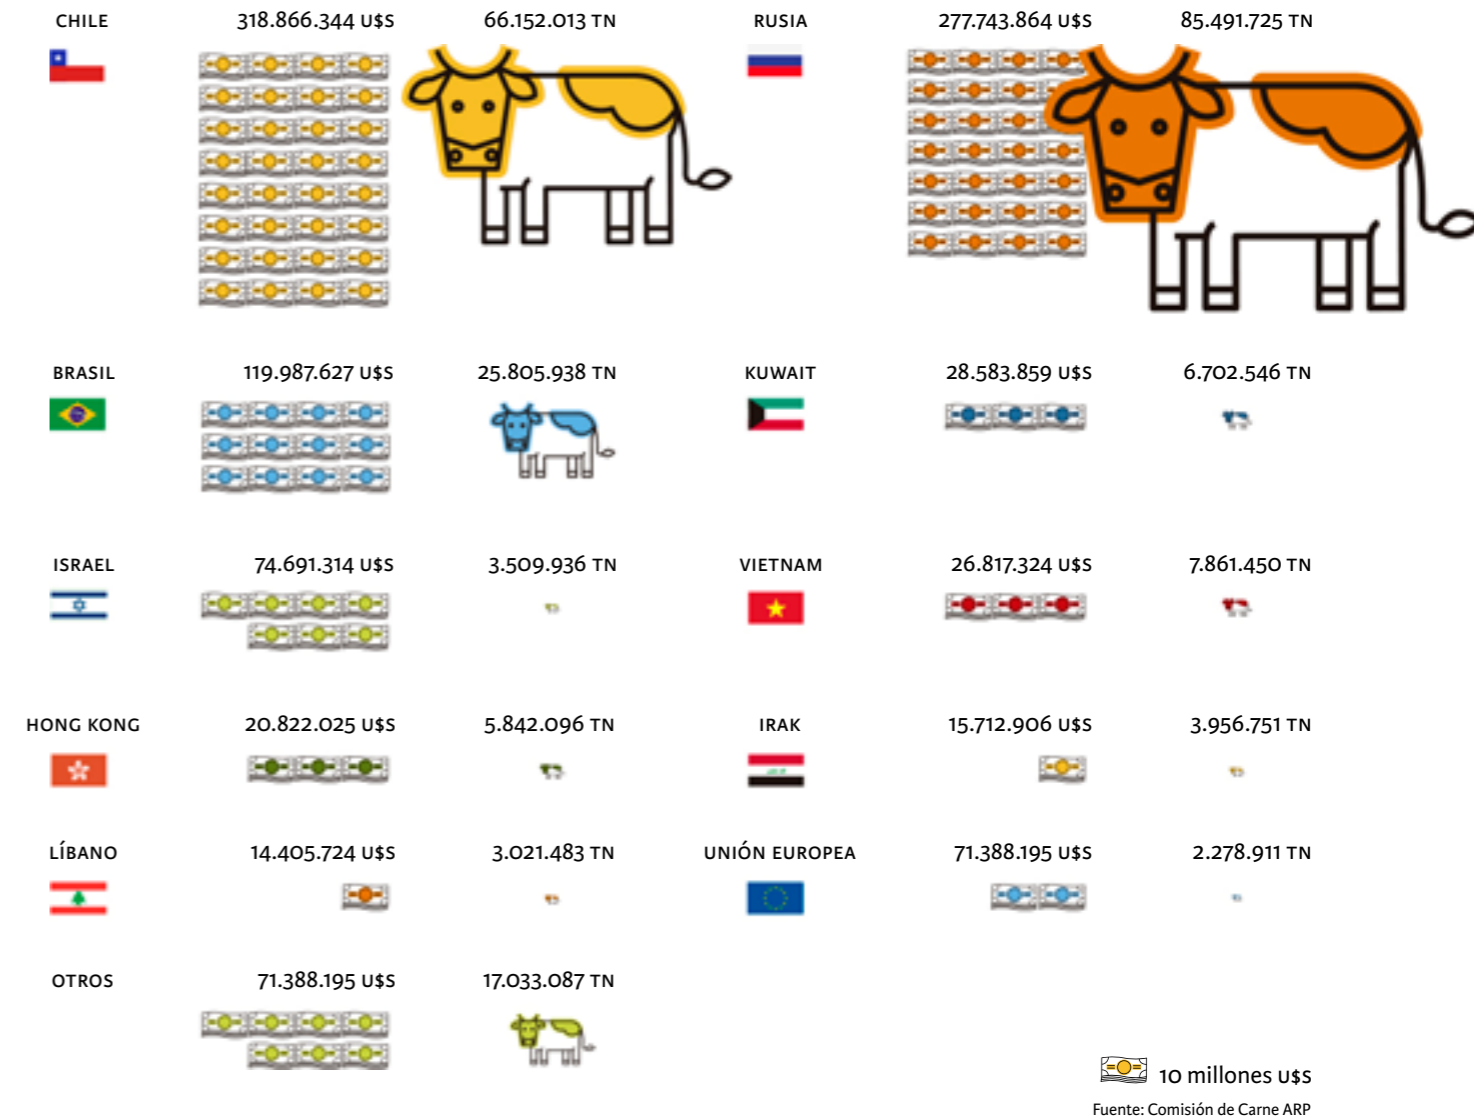 CHILE 318.866.344 U$S 66.152.013 TN RUSIA 277.743.864 U$S 85.491.725 TN
BRASIL 119.987.627 U$S 25.805.938 TN KUWAIT 28.583.859 U$S 6.702.546 TN
ISRAEL 74.691.314 U$S 3.509.936 TN VIETNAM 26.817.324 U$S 7.861.450 TN
HONG KONG 20.822.025 U$S 5.842.096 TN IRAK 15.712.906 U$S 3.956.751 TN
LÍBANO 14.405.724 U$S 3.021.483 TN UNIÓN EUROPEA 71.388.195 U$S 2.278.911 TN
OTROS 71.388.195 U$S 17.033.087 TN
10 millones U$S
Fuente: Comisión de Carne ARP